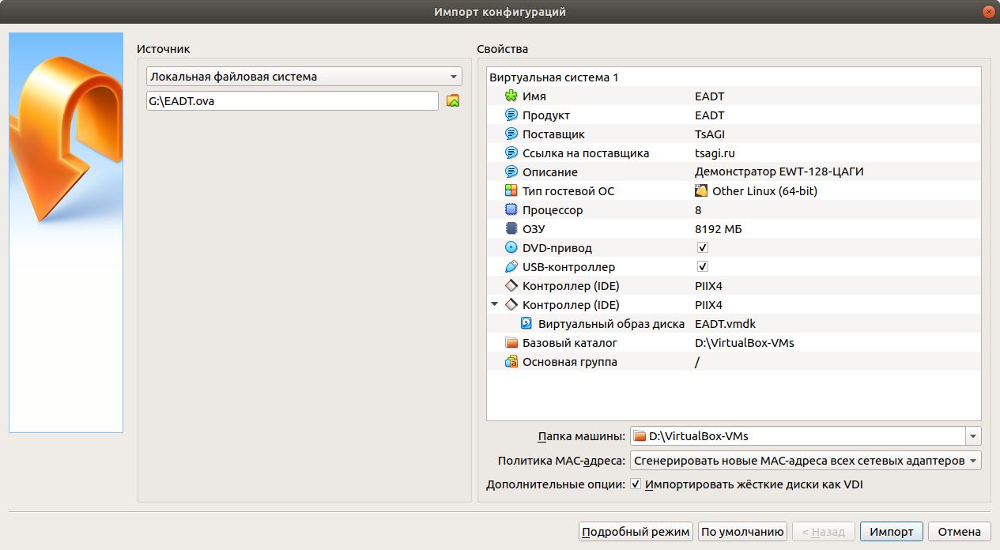 Импорт конфигураций
Источник
Локальная файловая система
G:\EADT.ova
Свойства
Виртуальная система 1
Имя EADT
Продукт EADT
Поставщик TsAGI
Ссылка на поставщика tsagi.ru
Описание Демонстратор EWT-128-ЦАГИ
Тип гостевой ОС Other Linux (64-bit)
Процессор 8
ОЗУ 8192 МБ
DVD-привод
USB-контроллер
Контроллер (IDE) PIIX4
Контроллер (IDE) PIIX4
Виртуальный образ диска EADT.vmdk
Базовый каталог D:\VirtualBox-VMs
Основная группа /
Папка машины: D:\VirtualBox-VMs
Политика MAC-адреса: Сгенерировать новые MAC-адреса всех сетевых адаптеров
Дополнительные опции: Импортировать жёсткие диски как VDI
Подробный режим По умолчанию < Назад Импорт Отмена